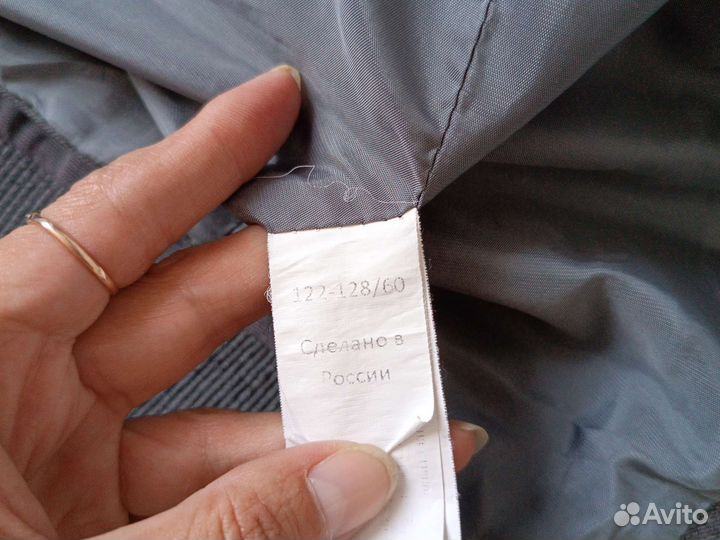 122-128/60
Сделано в
России
Avito